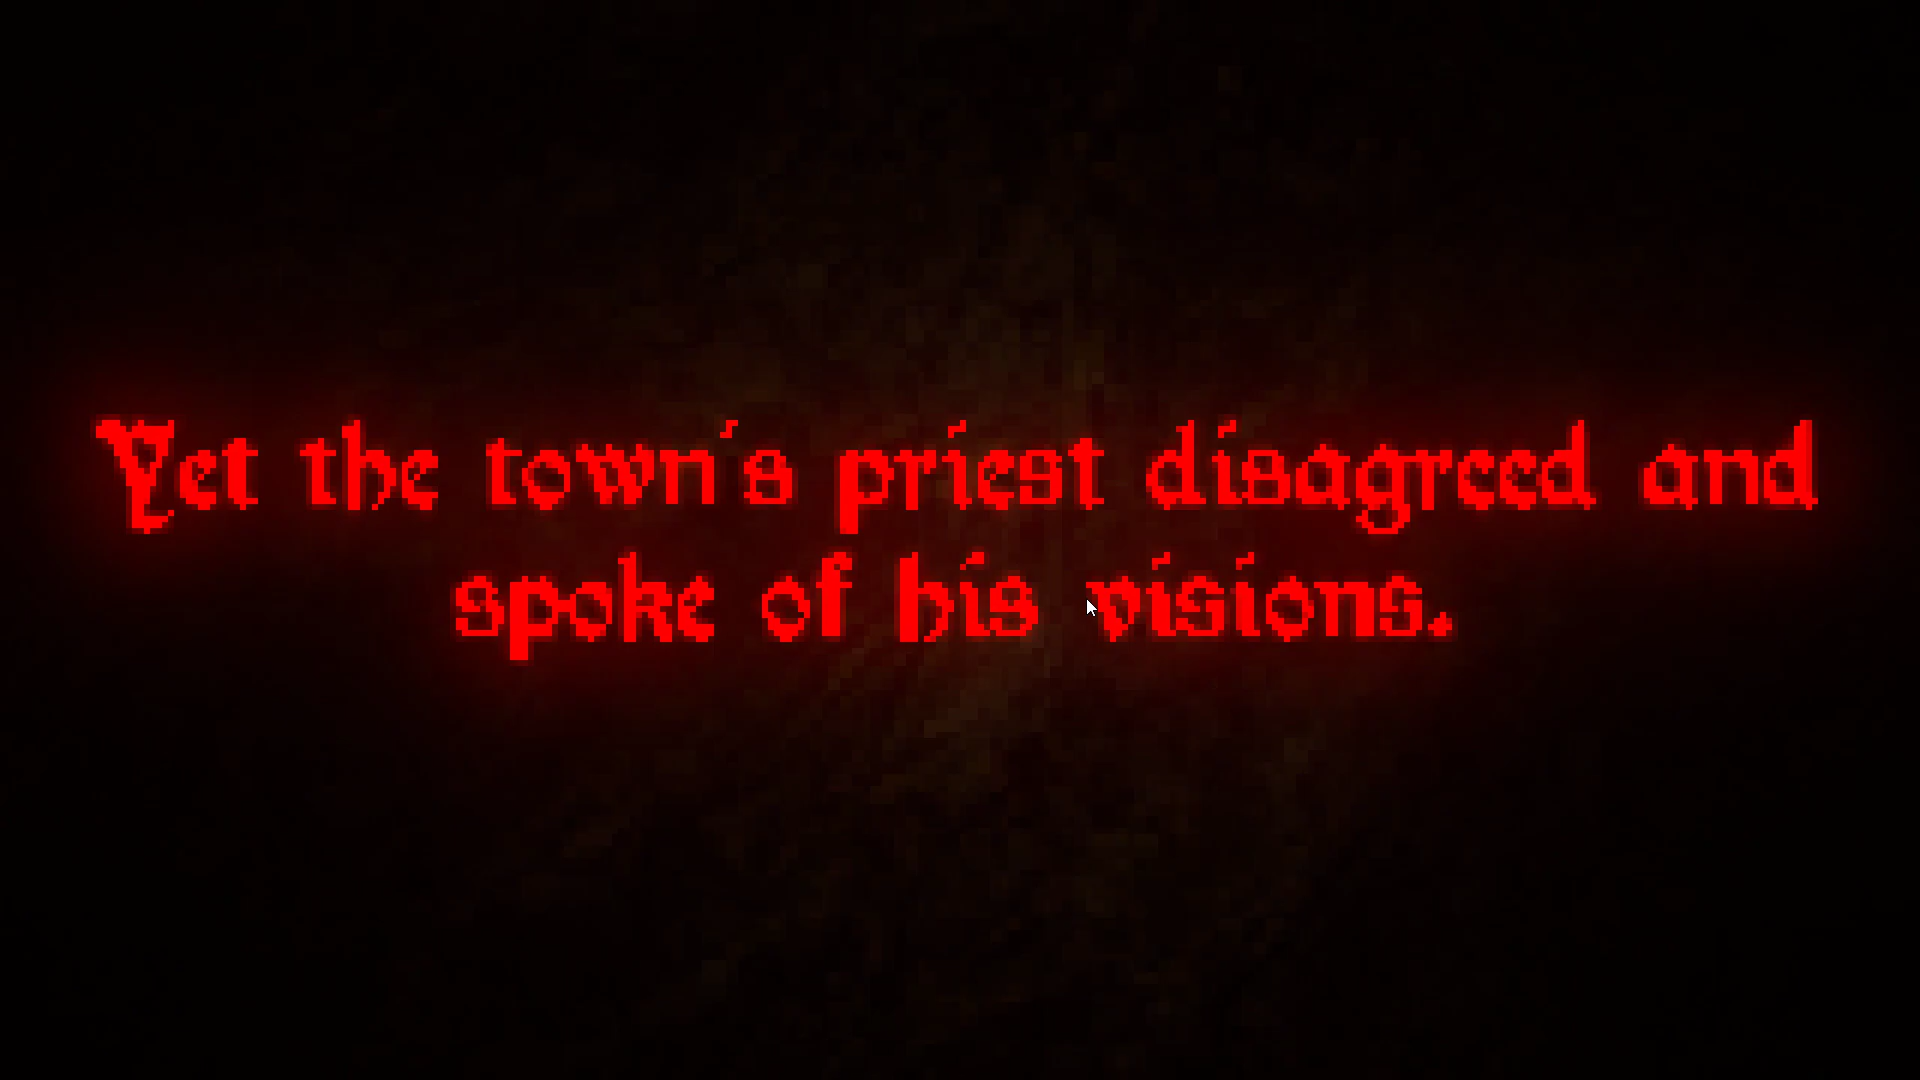 Yet the town's priest disagreed and
spoke of his visions.